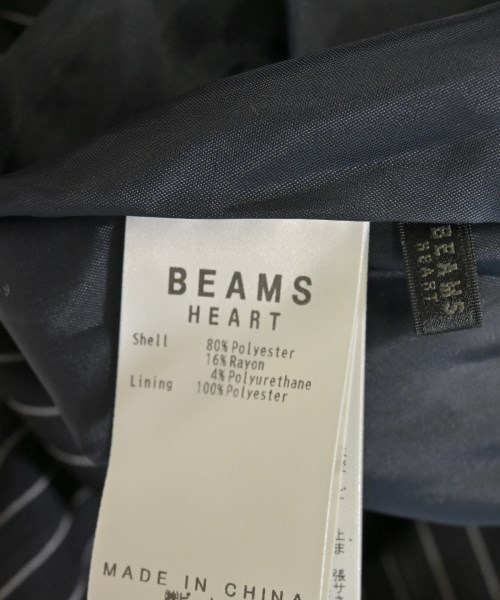 BEAMS
HEART
Shell 80%Polyester
16%Rayon
4%Polyurethane
Lining 100%Polyester
MADE IN CHINA
BEAMS
HEART